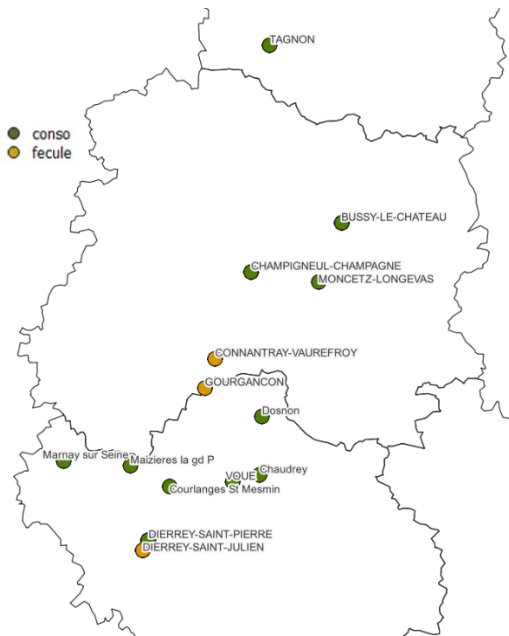 TAGNON
conso
fecule
BUSSY-LE-CHATEAU
CHAMPIGNEUL-CHAMPAGNE
MONCETZ-LONGEVAS
CONNANTRAY-VAUREFROY
GOURGANCON
Dosnon
Marnay sur Seine
Maizieres la gd P
VOUE
Chaudrey
Courlanges St Mesmin
DIERREY-SAINT-PIERRE
DIERREY-SAINT-JULIEN